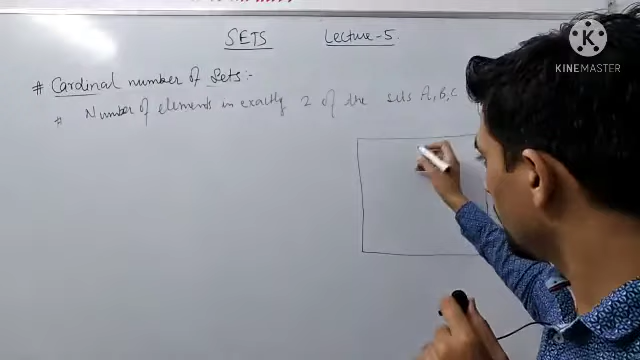 SETS Lecture-5.
# Cardinal number of Sets:-
* Number of elements in exactly 2 of the sets A, B, C
K
KINEMASTER